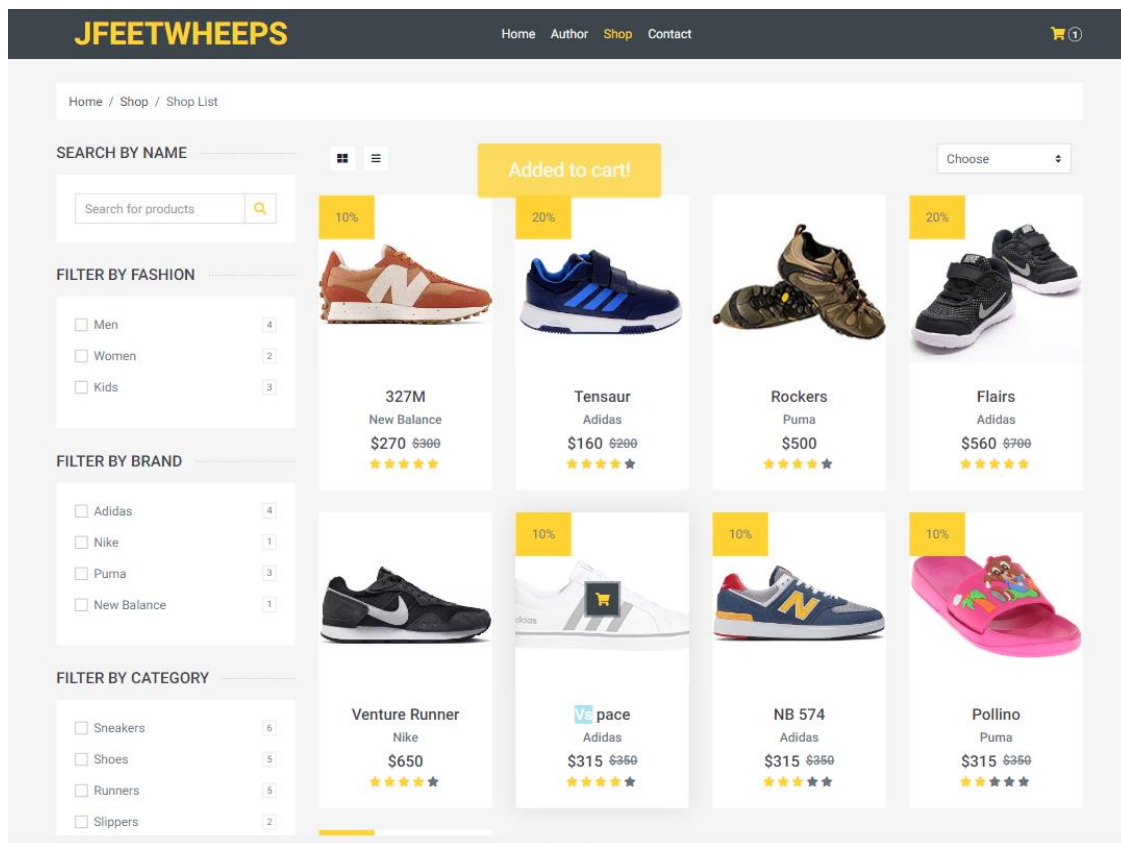 JFEETWHEEPS
Home Author Shop Contact
1
Home / Shop / Shop List
SEARCH BY NAME
Search for products
FILTER BY FASHION
Men 4
Women 2
Kids 3
FILTER BY BRAND
Adidas 4
Nike 1
Puma 3
New Balance 1
FILTER BY CATEGORY
Sneakers 6
Shoes 5
Runners 5
Slippers 2
Added to cart!
Choose
10%
327M
New Balance
$270 $300
20%
Tensaur
Adidas
$160 $200
Rockers
Puma
$500
20%
Flairs
Adidas
$560 $700
Venture Runner
Nike
$650
10%
adidas
Vs pace
Adidas
$315 $350
10%
NB 574
Adidas
$315 $350
10%
Pollino
Puma
$315 $350